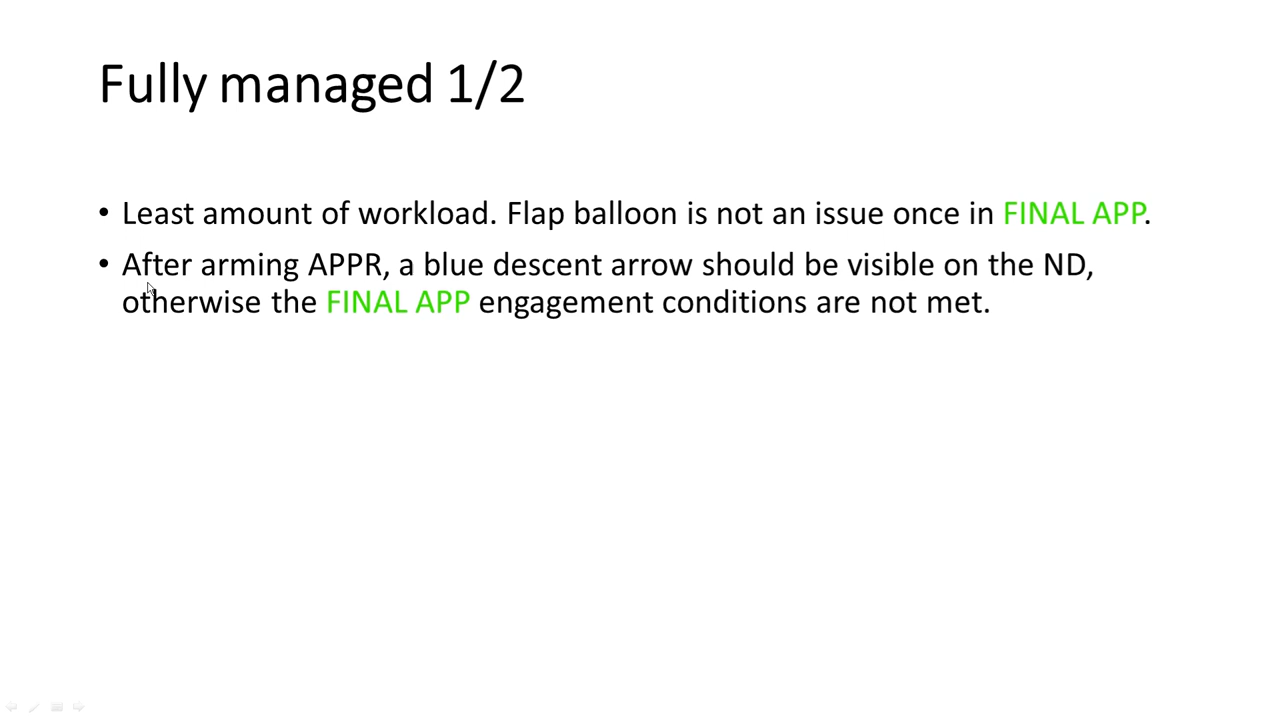 Fully managed 1/2
• Least amount of workload. Flap balloon is not an issue once in FINAL APP.
• After arming APPR, a blue descent arrow should be visible on the ND,
otherwise the FINAL APP engagement conditions are not met.